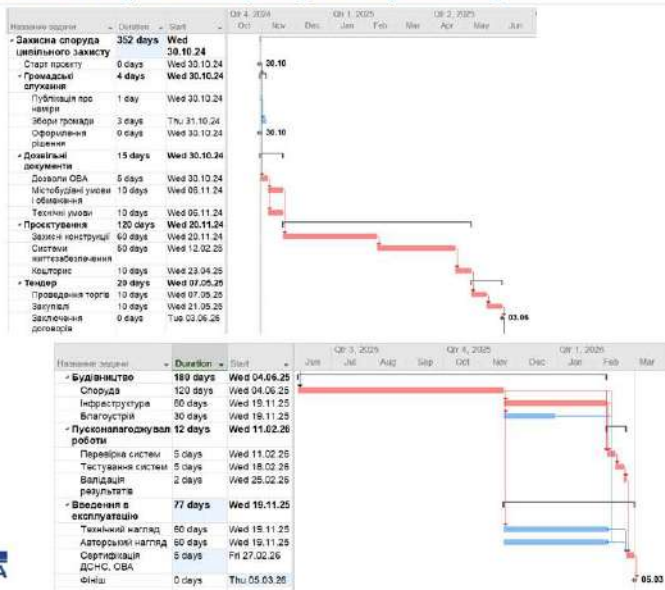 Qtr 4, 2024 Qtr 1, 2025 Qtr 2, 2025
Название задачи Duration Start Oct Nov Dec Jan Feb Mar Apr May Jun
Захисна споруда 352 days Wed
цивільного захисту 30.10.24
Старт проекту 0 days Wed 30.10.24 30.10
Громадські 4 days Wed 30.10.24
слухання
Публікація про 1 day Wed 30.10.24
наміри
Збори громади 3 days Thu 31.10.24
Оформлення 0 days Wed 30.10.24 30.10
рішення
Дозвільні 15 days Wed 30.10.24
документи
Дозволи ОВА 5 days Wed 30.10.24
Містобудівні умови 10 days Wed 06.11.24
і обмеження
Технічні умови 10 days Wed 06.11.24
Проєктування 120 days Wed 20.11.24
Захисні конструкції 60 days Wed 20.11.24
Системи 50 days Wed 12.02.25
життєзабезпечення
Кошторис 10 days Wed 23.04.25
Тендер 20 days Wed 07.05.25
Проведення торгів 10 days Wed 07.05.25
Закупівлі 10 days Wed 21.05.25
Заключення 0 days Tue 03.06.25 03.06
договорів
Qtr 3, 2025 Qtr 4, 2025 Qtr 1, 2026
Название задачи Duration Start Jun Jul Aug Sep Oct Nov Dec Jan Feb Mar
Будівництво 180 days Wed 04.06.25
Споруда 120 days Wed 04.06.25
Інфраструктура 60 days Wed 19.11.25
Благоустрій 30 days Wed 19.11.25
Пусконалагоджувал 12 days Wed 11.02.26
роботи
Перевірка систем 5 days Wed 11.02.26
Тестування систем 5 days Wed 18.02.26
Валідація 2 days Wed 25.02.26
результатів
Введення в 77 days Wed 19.11.25
експлуатацію
Технічний нагляд 60 days Wed 19.11.25
Авторський нагляд 60 days Wed 19.11.25
Сертифікація 5 days Fri 27.02.26
ДСНС, ОВА
Фініш 0 days Thu 05.03.26 05.03